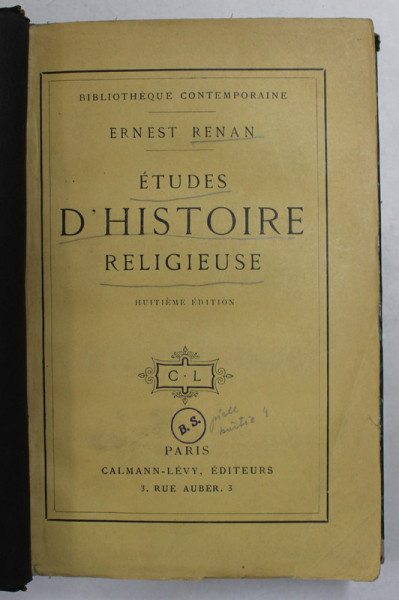 BIBLIOTHÈQUE CONTEMPORAINE
ERNEST RENAN
ÉTUDES
D'HISTOIRE
RELIGIEUSE
HUITIÈME ÉDITION
C · L
B. S.
PARIS
CALMANN-LÉVY, ÉDITEURS
3, RUE AUBER, 3